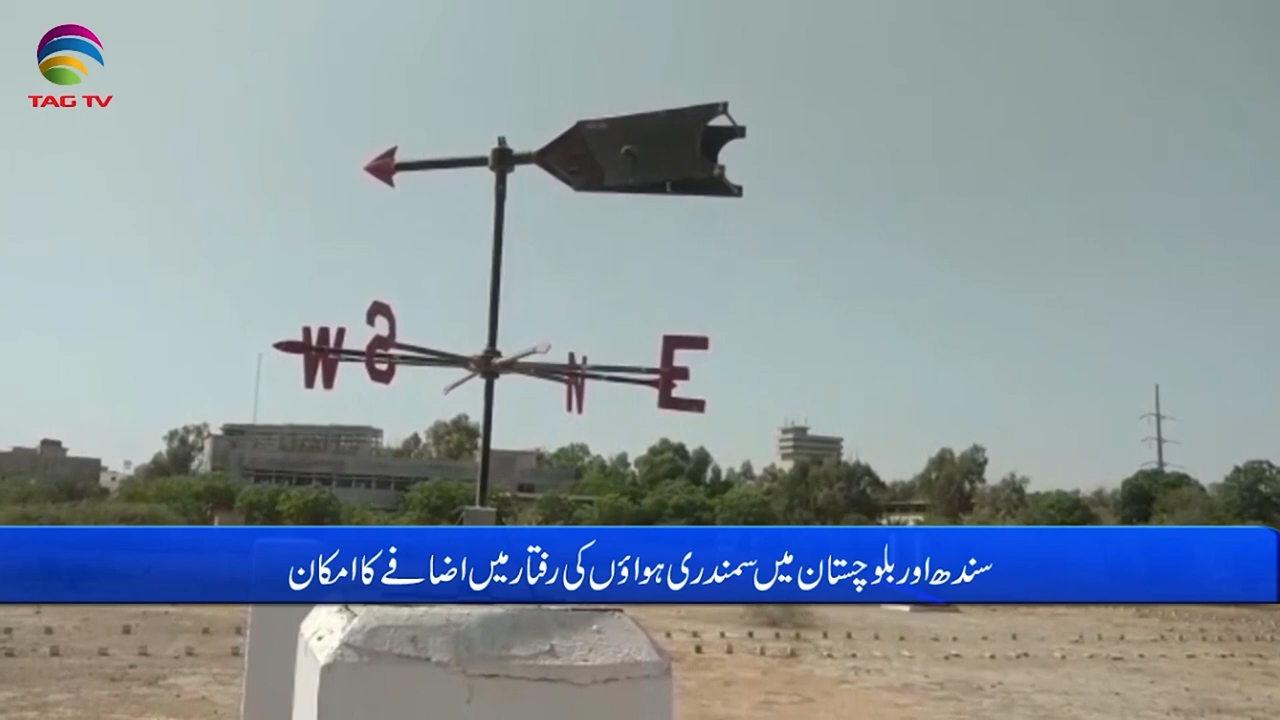 TAG TV
W S N E
سندھ اور بلوچستان میں سمندری ہواؤں کی رفتار میں اضافے کا امکان